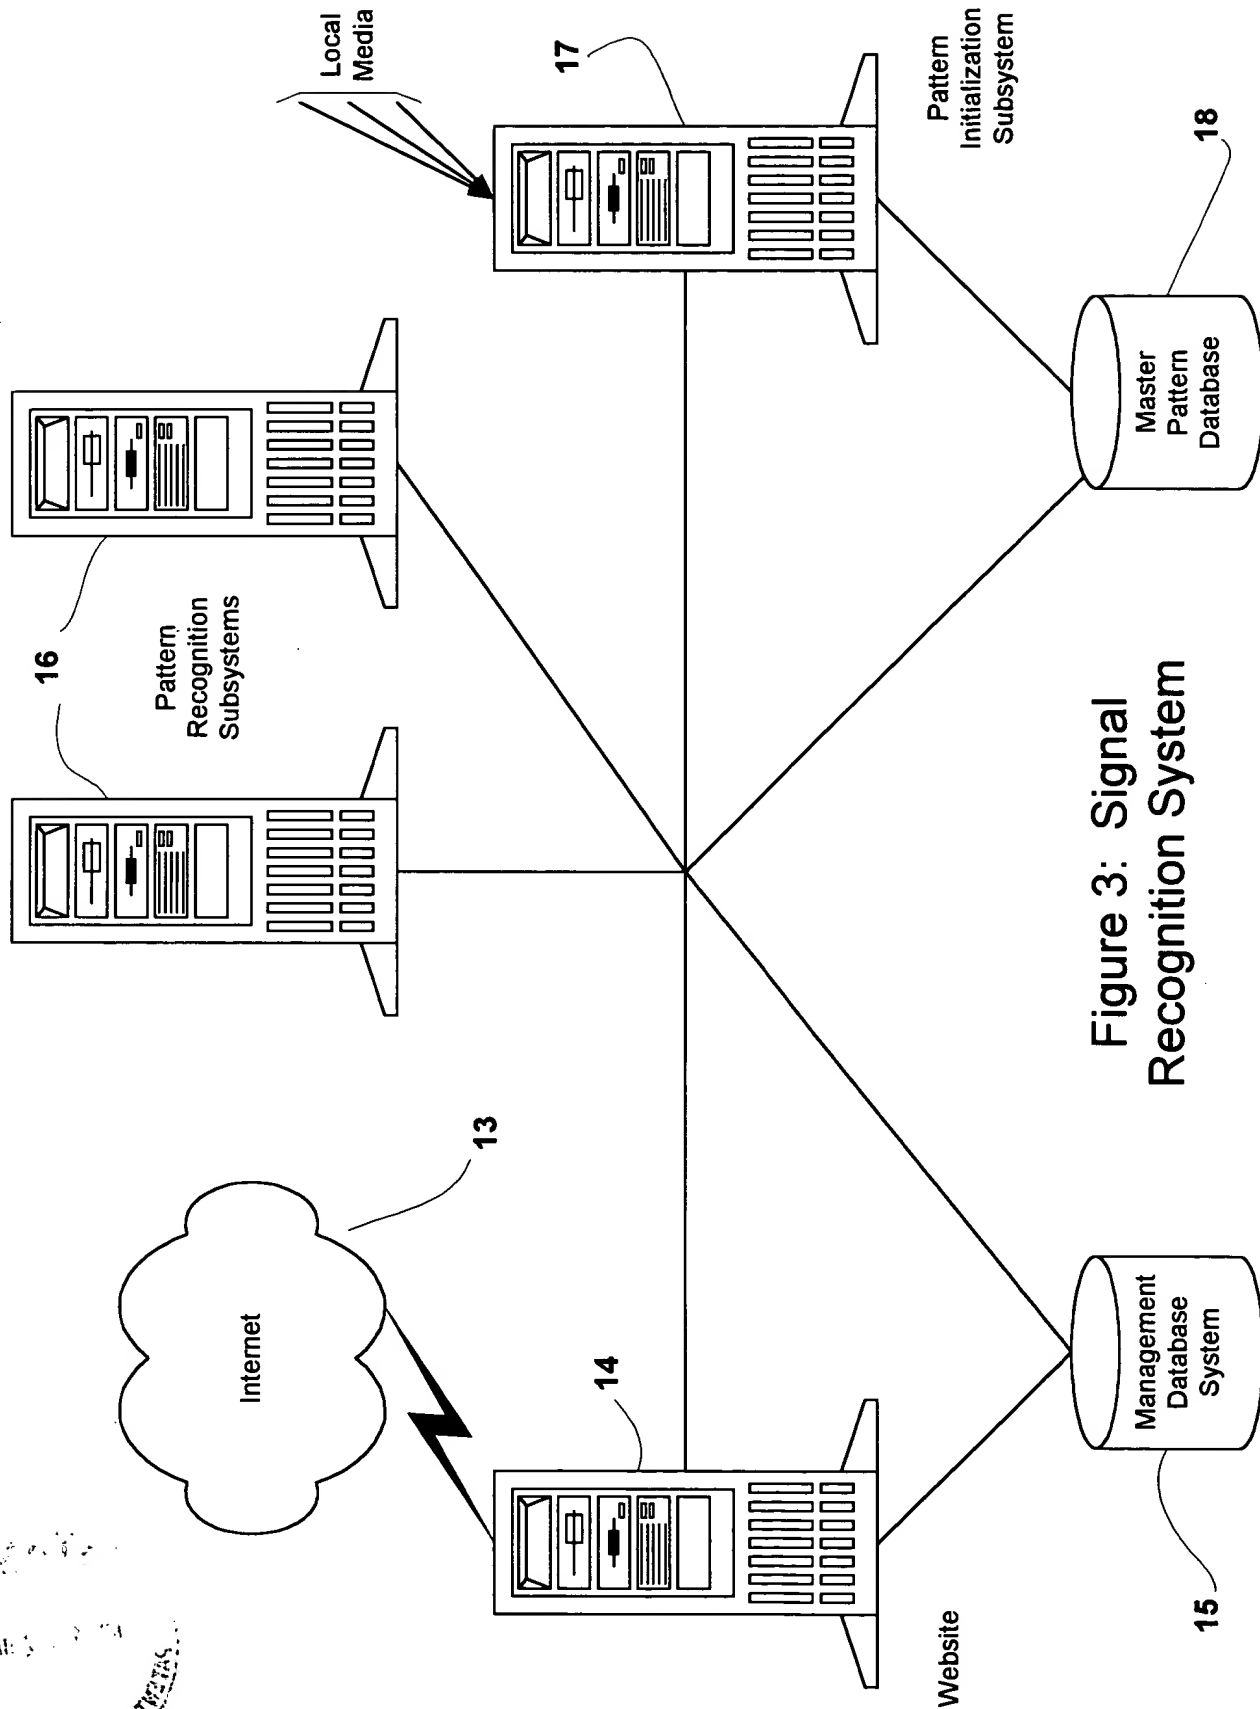 16
Pattern
Recognition
Subsystems
Local
Media
Internet
13
17
14
Website
Pattern
Initialization
Subsystem
Management
Database
System
15
Master
Pattern
Database
18
Figure 3: Signal
Recognition System